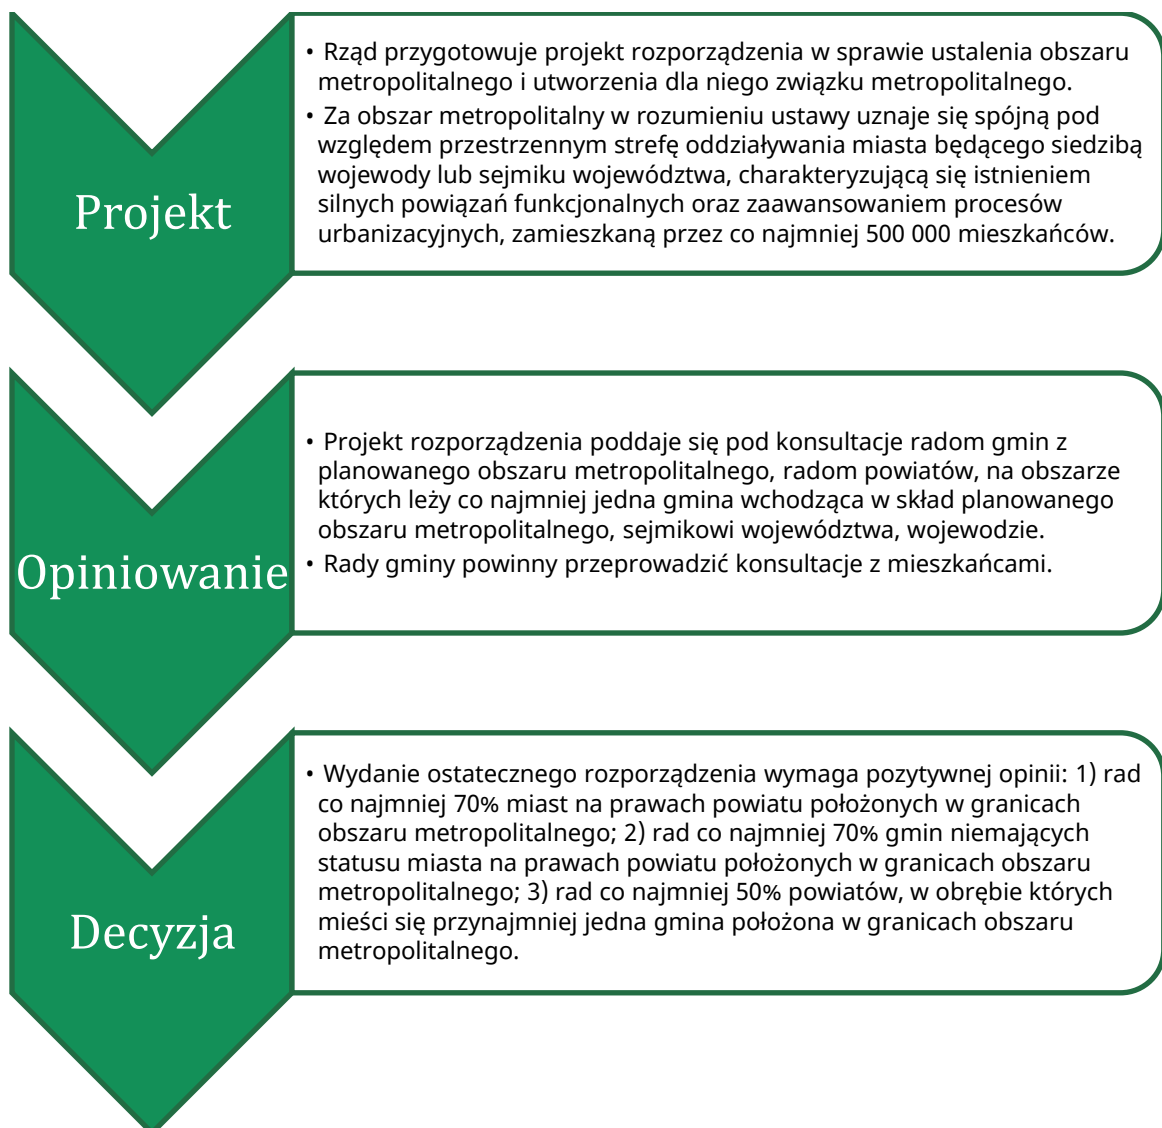 Projekt
• Rząd przygotowuje projekt rozporządzenia w sprawie ustalenia obszaru
metropolitalnego i utworzenia dla niego związku metropolitalnego.
• Za obszar metropolitalny w rozumieniu ustawy uznaje się spójną pod
względem przestrzennym strefę oddziaływania miasta będącego siedzibą
wojewody lub sejmiku województwa, charakteryzującą się istnieniem
silnych powiązań funkcjonalnych oraz zaawansowaniem procesów
urbanizacyjnych, zamieszkaną przez co najmniej 500 000 mieszkańców.
Opiniowanie
• Projekt rozporządzenia poddaje się pod konsultacje radom gmin z
planowanego obszaru metropolitalnego, radom powiatów, na obszarze
których leży co najmniej jedna gmina wchodząca w skład planowanego
obszaru metropolitalnego, sejmikowi województwa, wojewodzie.
• Rady gminy powinny przeprowadzić konsultacje z mieszkańcami.
Decyzja
• Wydanie ostatecznego rozporządzenia wymaga pozytywnej opinii: 1) rad
co najmniej 70% miast na prawach powiatu położonych w granicach
obszaru metropolitalnego; 2) rad co najmniej 70% gmin niemających
statusu miasta na prawach powiatu położonych w granicach obszaru
metropolitalnego; 3) rad co najmniej 50% powiatów, w obrębie których
mieści się przynajmniej jedna gmina położona w granicach obszaru
metropolitalnego.